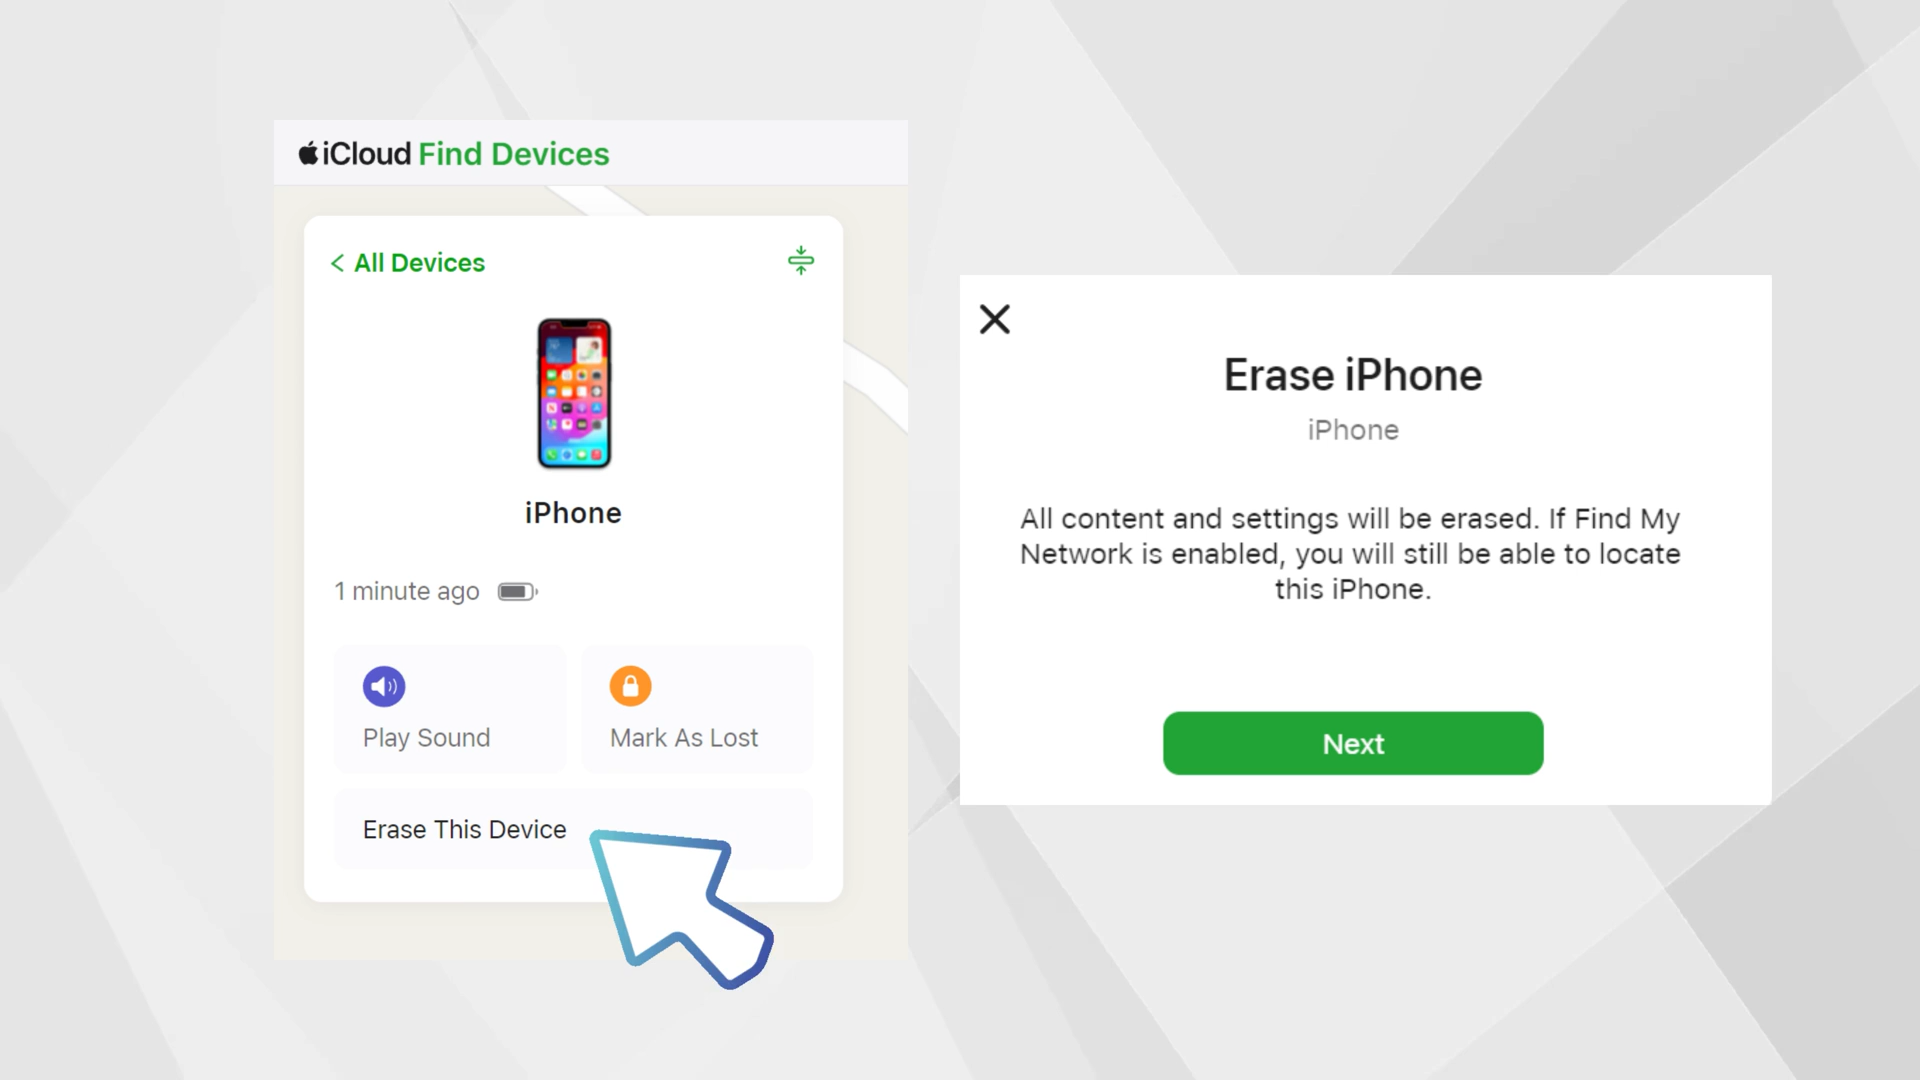 iCloud Find Devices
All Devices
iPhone
1 minute ago
Play Sound
Mark As Lost
Erase This Device
Erase iPhone
iPhone
All content and settings will be erased. If Find My
Network is enabled, you will still be able to locate
this iPhone.
Next